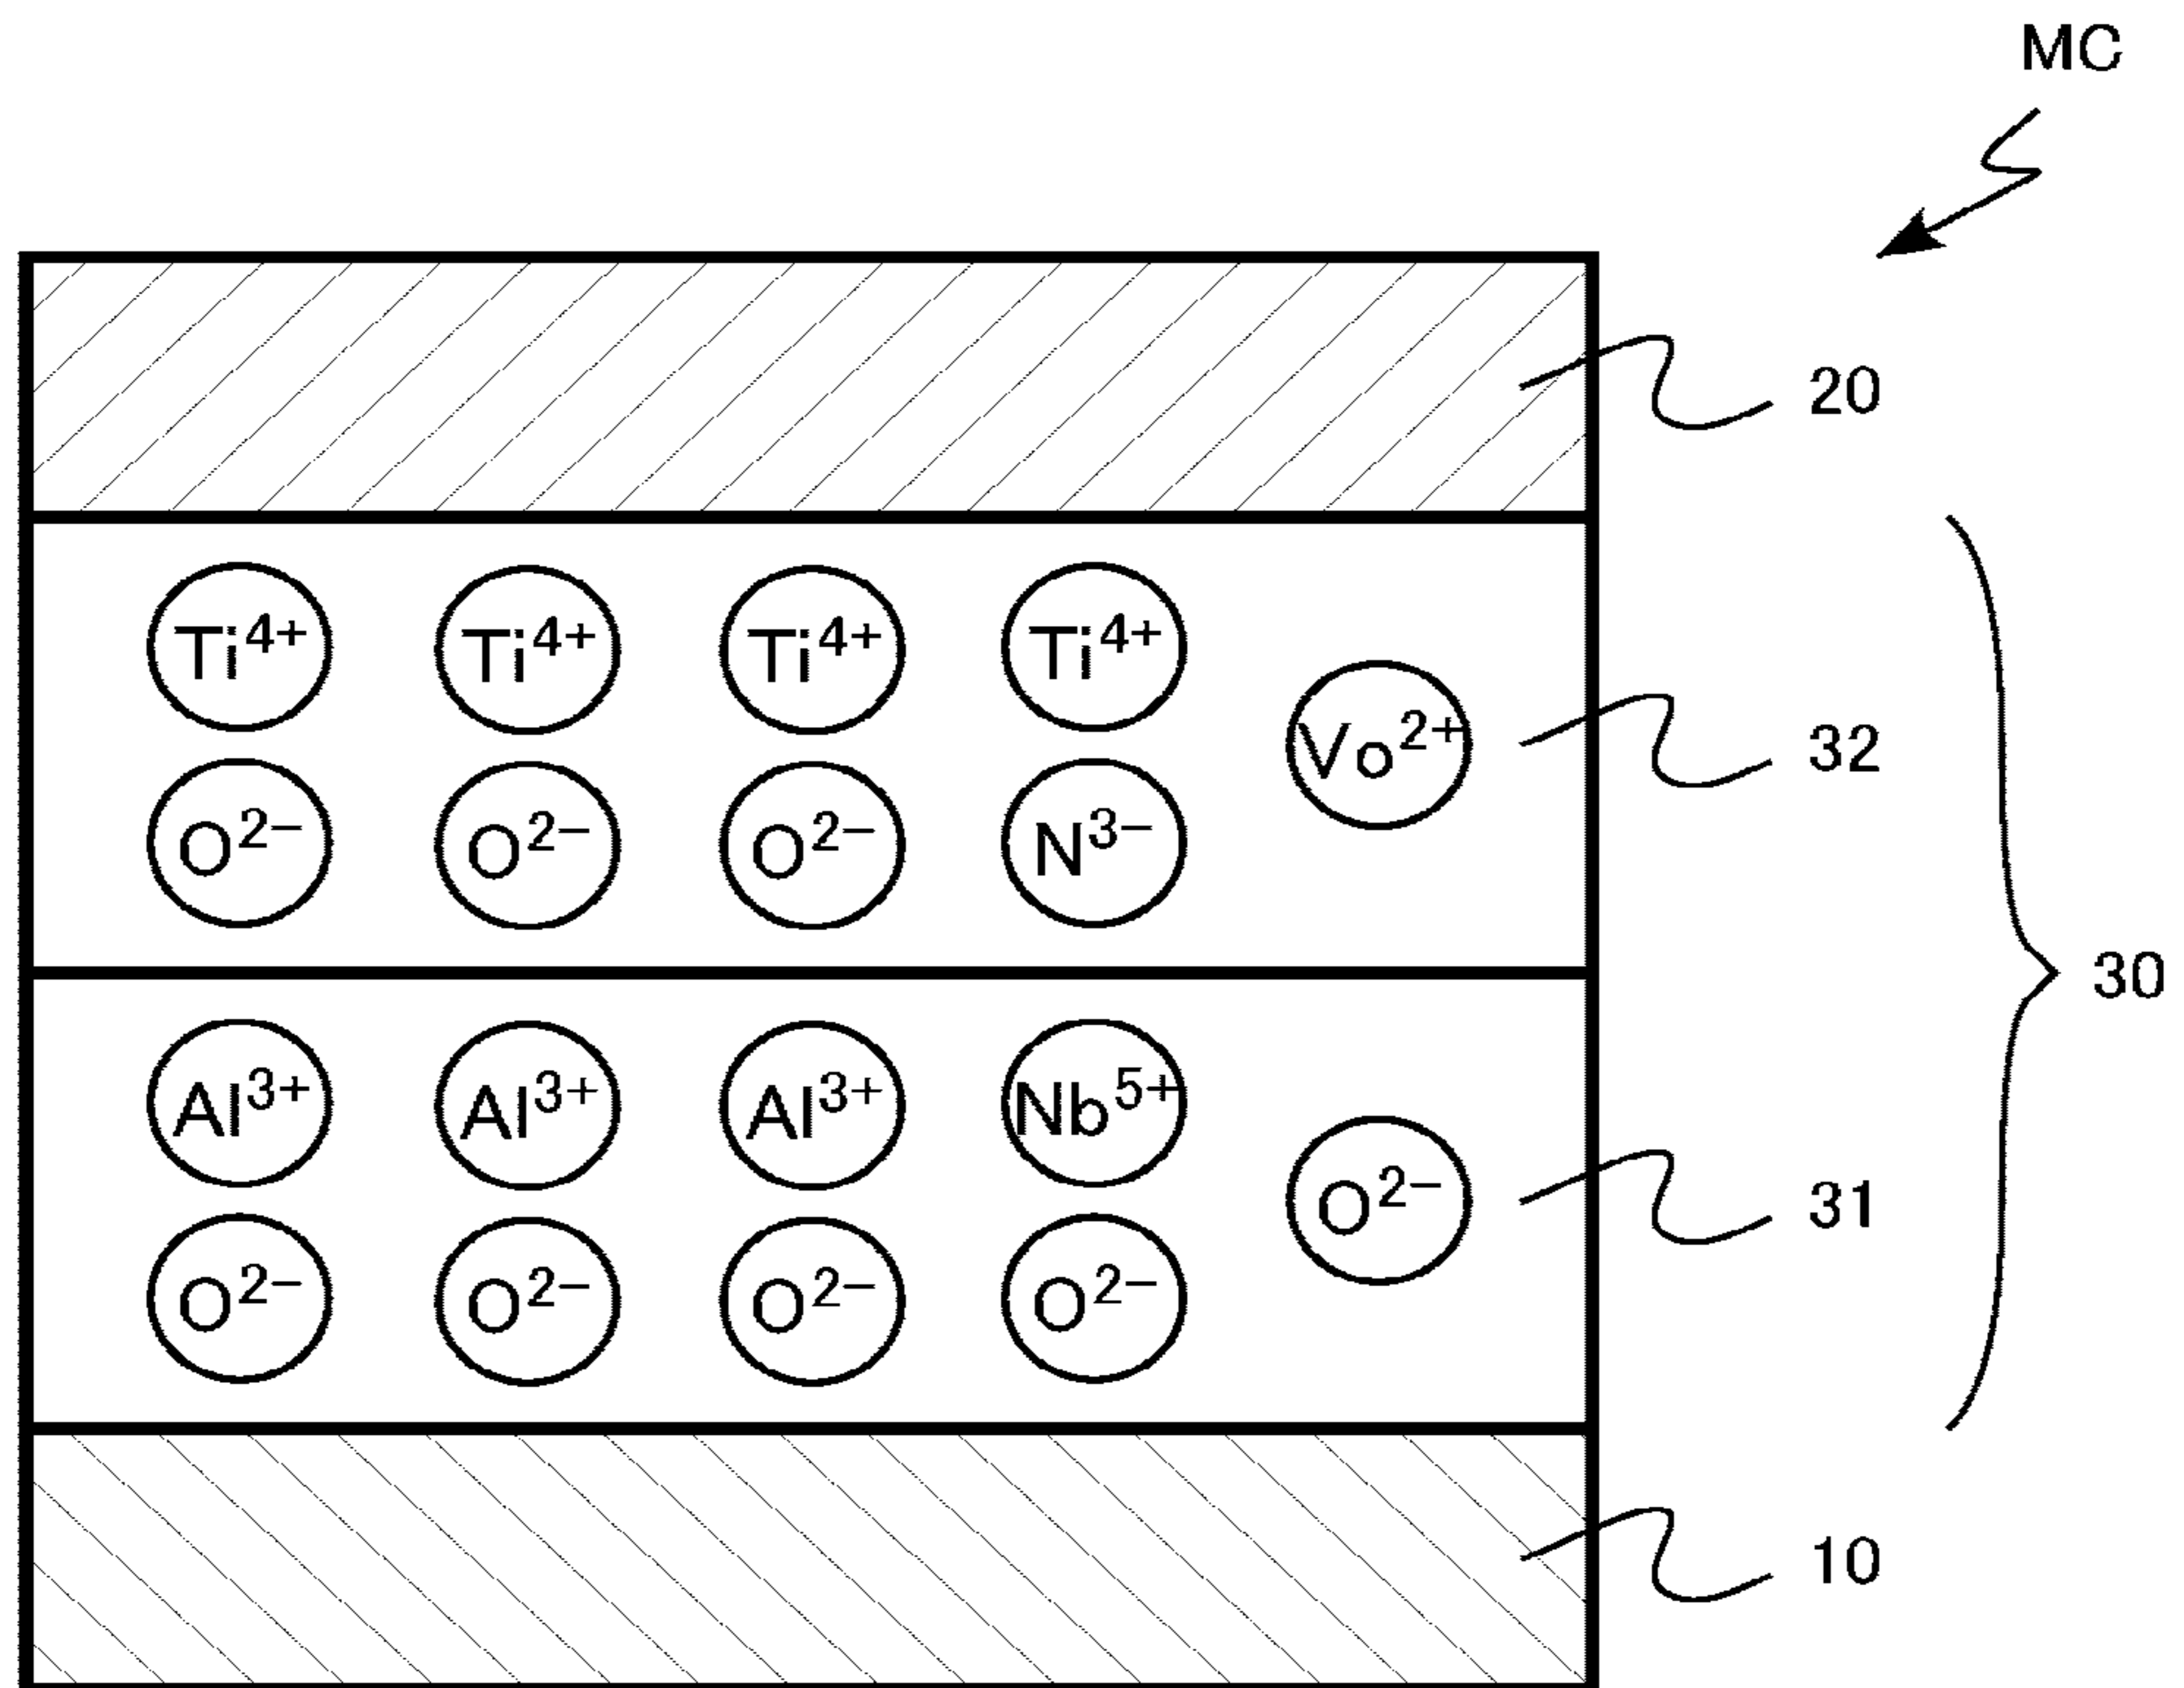 MC
20
Ti⁴⁺ Ti⁴⁺ Ti⁴⁺ Ti⁴⁺
Vo²⁺ 32
O²⁻ O²⁻ O²⁻ N³⁻
30
Al³⁺ Al³⁺ Al³⁺ Nb⁵⁺
O²⁻ 31
O²⁻ O²⁻ O²⁻ O²⁻
10